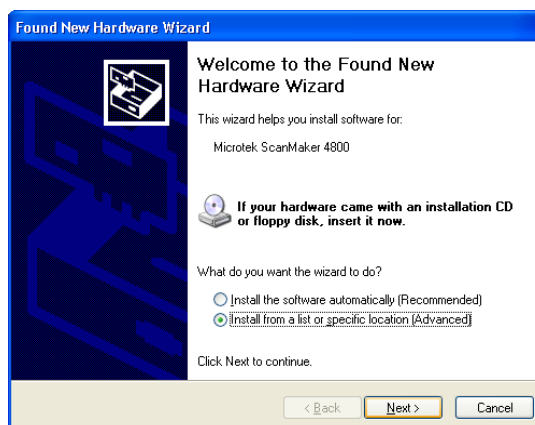 Found New Hardware Wizard
Welcome to the Found New
Hardware Wizard
This wizard helps you install software for:
Microtek ScanMaker 4800
If your hardware came with an installation CD
or floppy disk, insert it now.
What do you want the wizard to do?
Install the software automatically (Recommended)
Install from a list or specific location (Advanced)
Click Next to continue.
< Back Next > Cancel